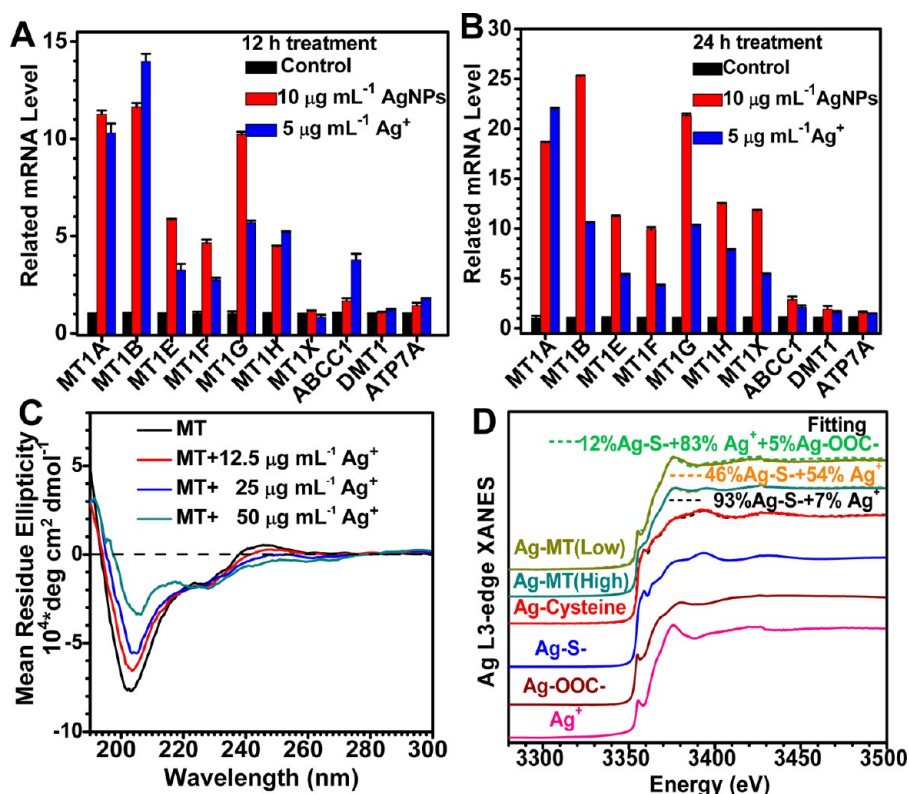 A
12 h treatment
Control
10 µg mL⁻¹ AgNPs
5 µg mL⁻¹ Ag⁺
Related mRNA Level
15
10
5
0
MT1A
MT1B
MT1E
MT1F
MT1G
MT1H
MT1X
ABCC1
DMT1
ATP7A
B
24 h treatment
Control
10 µg mL⁻¹AgNPs
5 µg mL⁻¹Ag⁺
Related mRNA Level
30
25
20
15
10
5
0
MT1A
MT1B
MT1E
MT1F
MT1G
MT1H
MT1X
ABCC1
DMT1
ATP7A
C
MT
MT+12.5 µg mL⁻¹ Ag⁺
MT+ 25 µg mL⁻¹ Ag⁺
MT+ 50 µg mL⁻¹ Ag⁺
Mean Residue Ellipticity
10⁴*deg cm² dmol⁻¹
5
0
-5
-10
200
220
240
260
280
300
Wavelength (nm)
D
Fitting
12%Ag-S-+83% Ag⁺+5%Ag-OOC-
46%Ag-S-+54% Ag⁺
93%Ag-S-+7% Ag⁺
Ag-MT(Low)
Ag-MT(High)
Ag-Cysteine
Ag-S-
Ag-OOC-
Ag⁺
Ag L3-edge XANES
3300
3350
3400
3450
3500
Energy (eV)